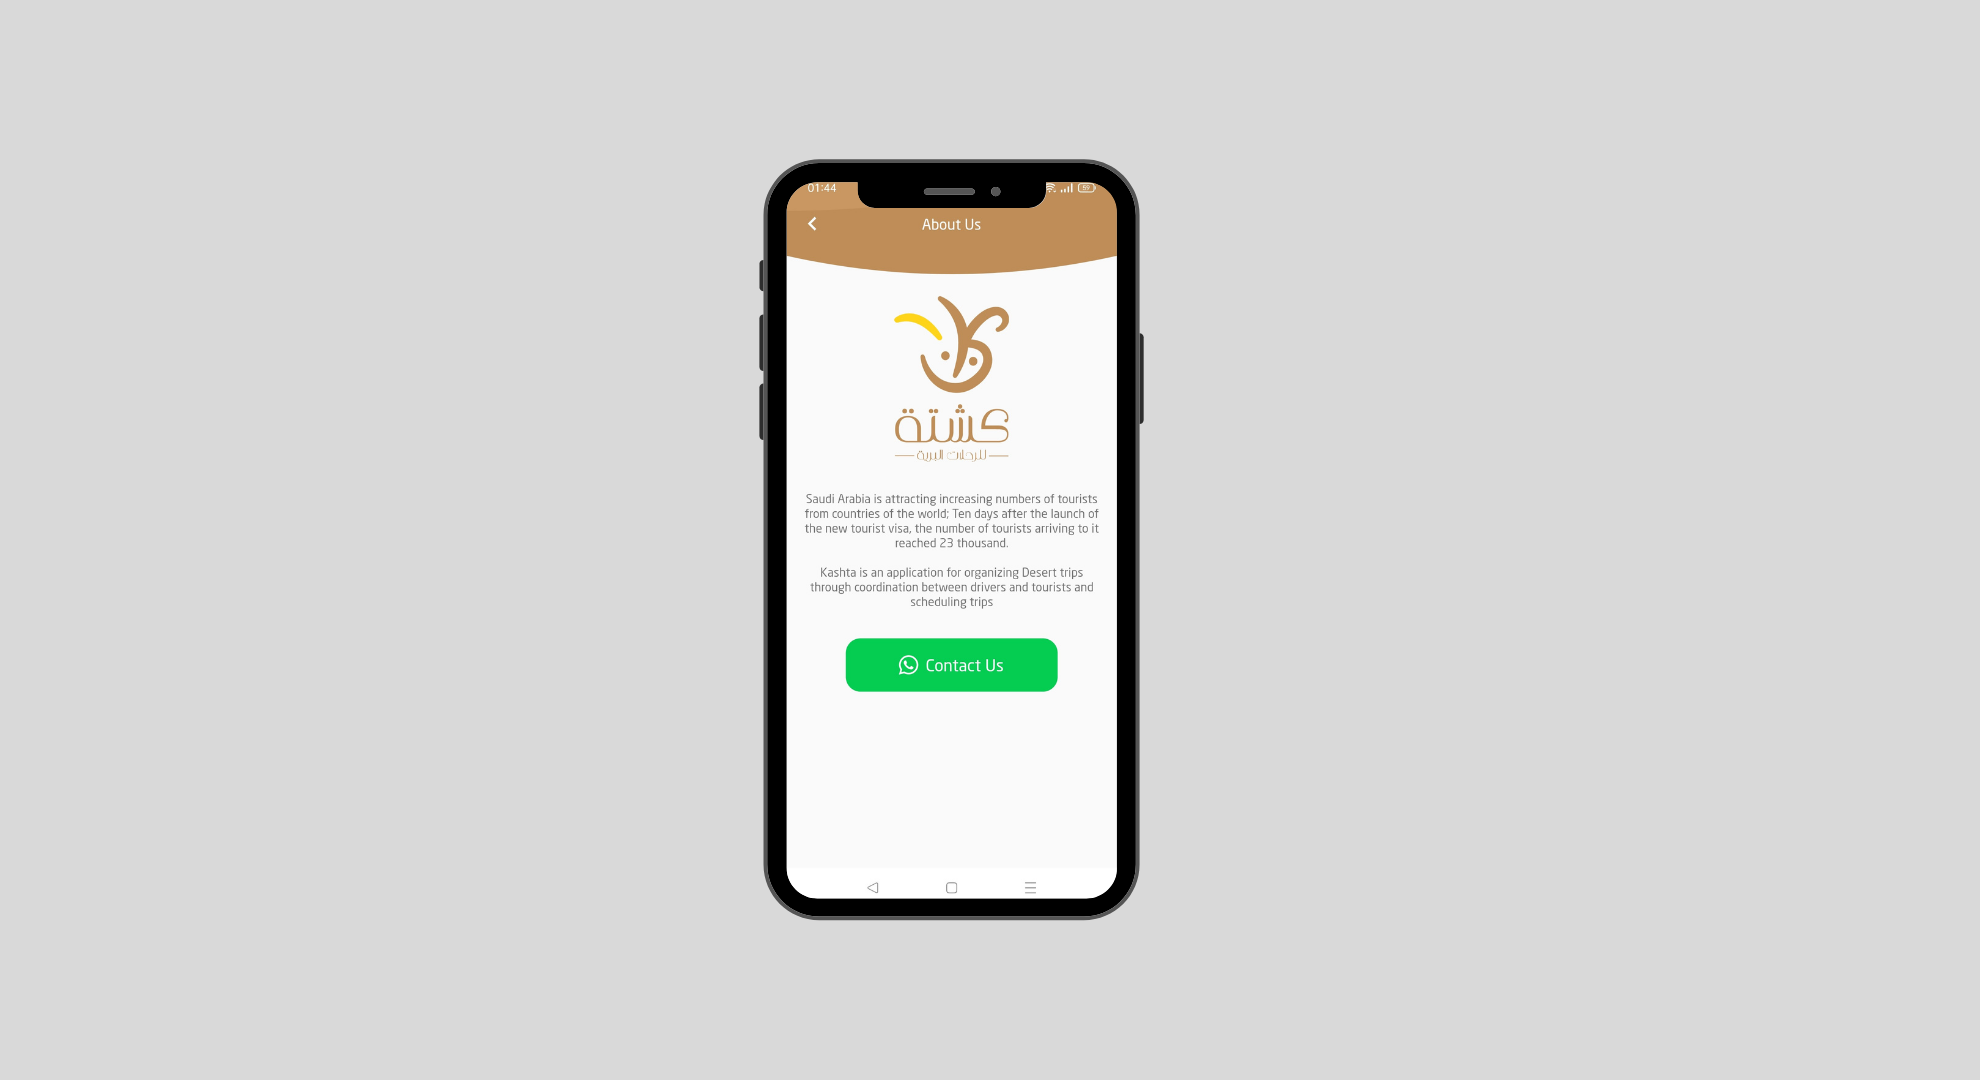 01:44
59
About Us
كشتة
للرحلات البرية
Saudi Arabia is attracting increasing numbers of tourists
from countries of the world; Ten days after the launch of
the new tourist visa, the number of tourists arriving to it
reached 23 thousand.
Kashta is an application for organizing Desert trips
through coordination between drivers and tourists and
scheduling trips
Contact Us